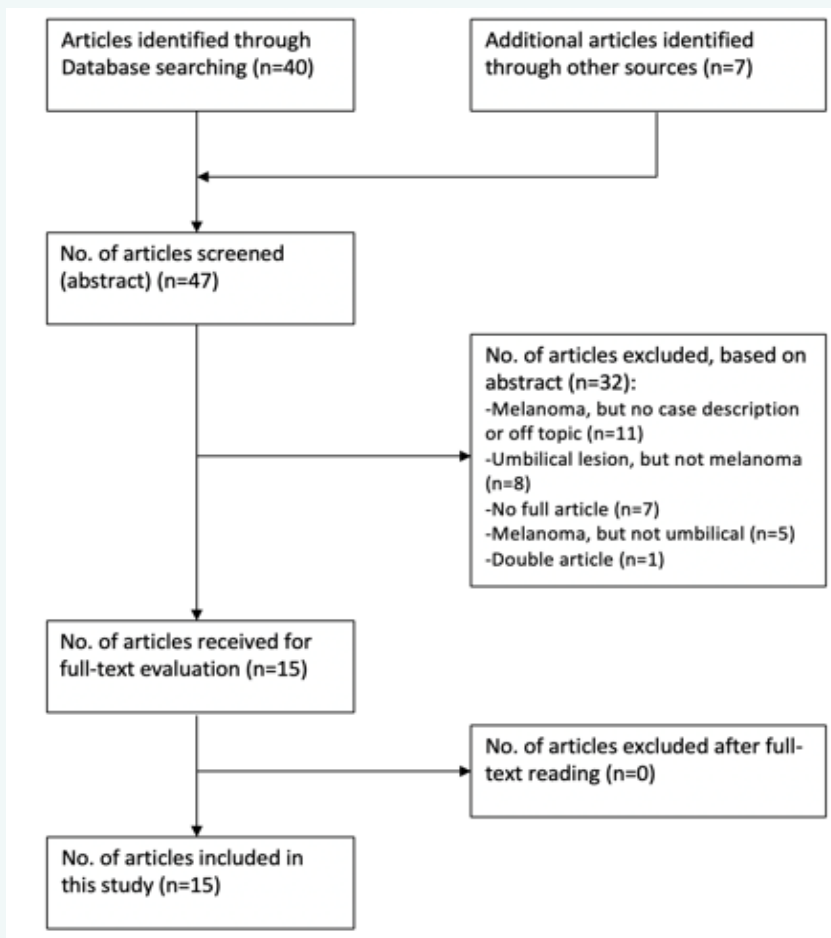 Articles identified through
Database searching (n=40)
Additional articles identified
through other sources (n=7)
No. of articles screened
(abstract) (n=47)
No. of articles excluded, based on
abstract (n=32):
-Melanoma, but no case description
or off topic (n=11)
-Umbilical lesion, but not melanoma
(n=8)
-No full article (n=7)
-Melanoma, but not umbilical (n=5)
-Double article (n=1)
No. of articles received for
full-text evaluation (n=15)
No. of articles excluded after full-
text reading (n=0)
No. of articles included in
this study (n=15)